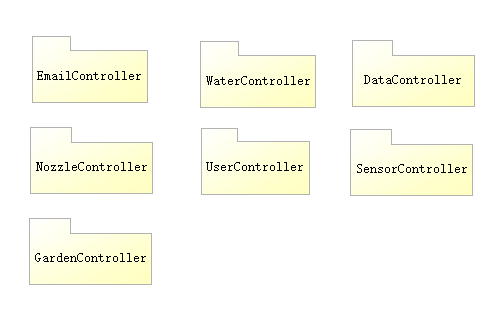 EmailController
WaterController
DataController
NozzleController
UserController
SensorController
GardenController